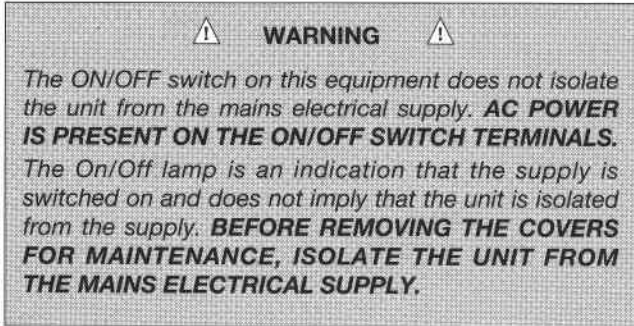 WARNING
The ON/OFF switch on this equipment does not isolate
the unit from the mains electrical supply. AC POWER
IS PRESENT ON THE ON/OFF SWITCH TERMINALS.
The On/Off lamp is an indication that the supply is
switched on and does not imply that the unit is isolated
from the supply. BEFORE REMOVING THE COVERS
FOR MAINTENANCE, ISOLATE THE UNIT FROM
THE MAINS ELECTRICAL SUPPLY.